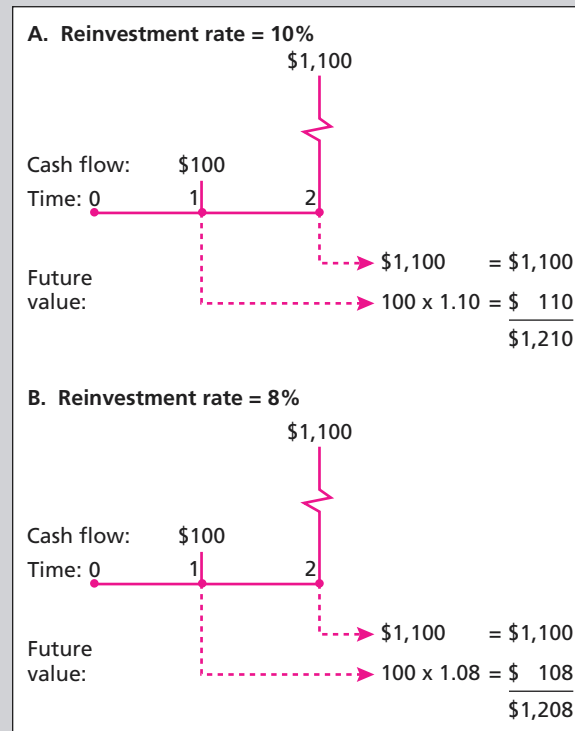 A. Reinvestment rate = 10%
$1,100
Cash flow: $100
Time: 0 1 2
$1,100 = $1,100
Future
value:
100 x 1.10 = $ 110
$1,210
B. Reinvestment rate = 8%
$1,100
Cash flow: $100
Time: 0 1 2
$1,100 = $1,100
Future
value:
100 x 1.08 = $ 108
$1,208